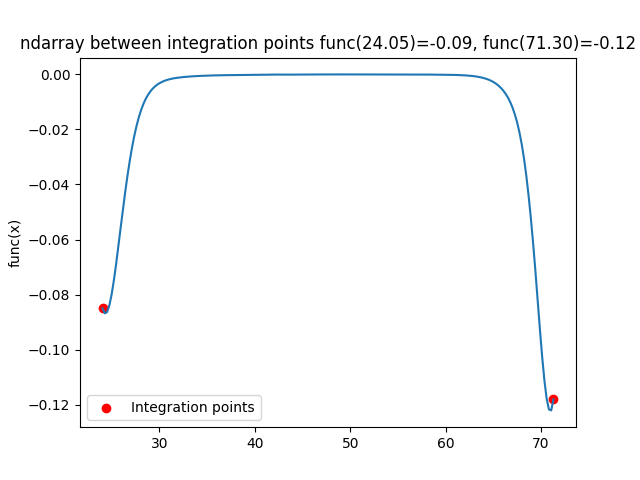 ndarray between integration points func(24.05)=-0.09, func(71.30)=-0.12
0.00
−0.02
−0.04
−0.06
−0.08
−0.10
−0.12
func(x)
Integration points
30 40 50 60 70